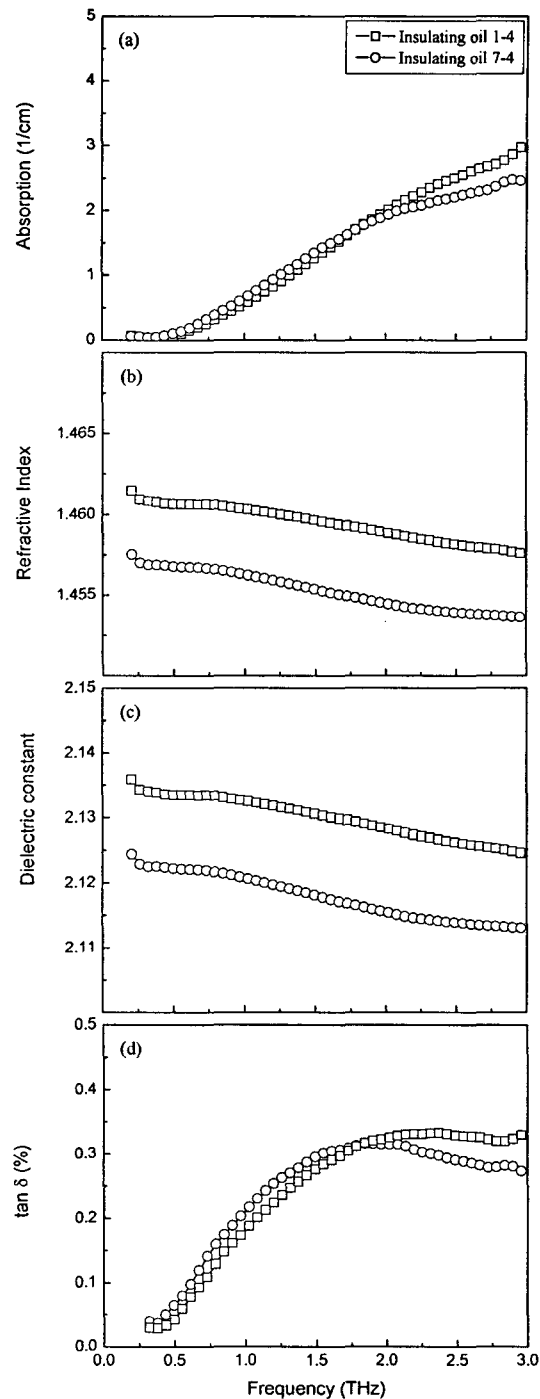 (a)
Insulating oil 1-4
Insulating oil 7-4
Absorption (1/cm)
5
4
3
2
1
0
(b)
Refractive Index
1.465
1.460
1.455
(c)
Dielectric constant
2.15
2.14
2.13
2.12
2.11
(d)
tan δ (%)
0.5
0.4
0.3
0.2
0.1
0.0
0.0 0.5 1.0 1.5 2.0 2.5 3.0
Frequency (THz)